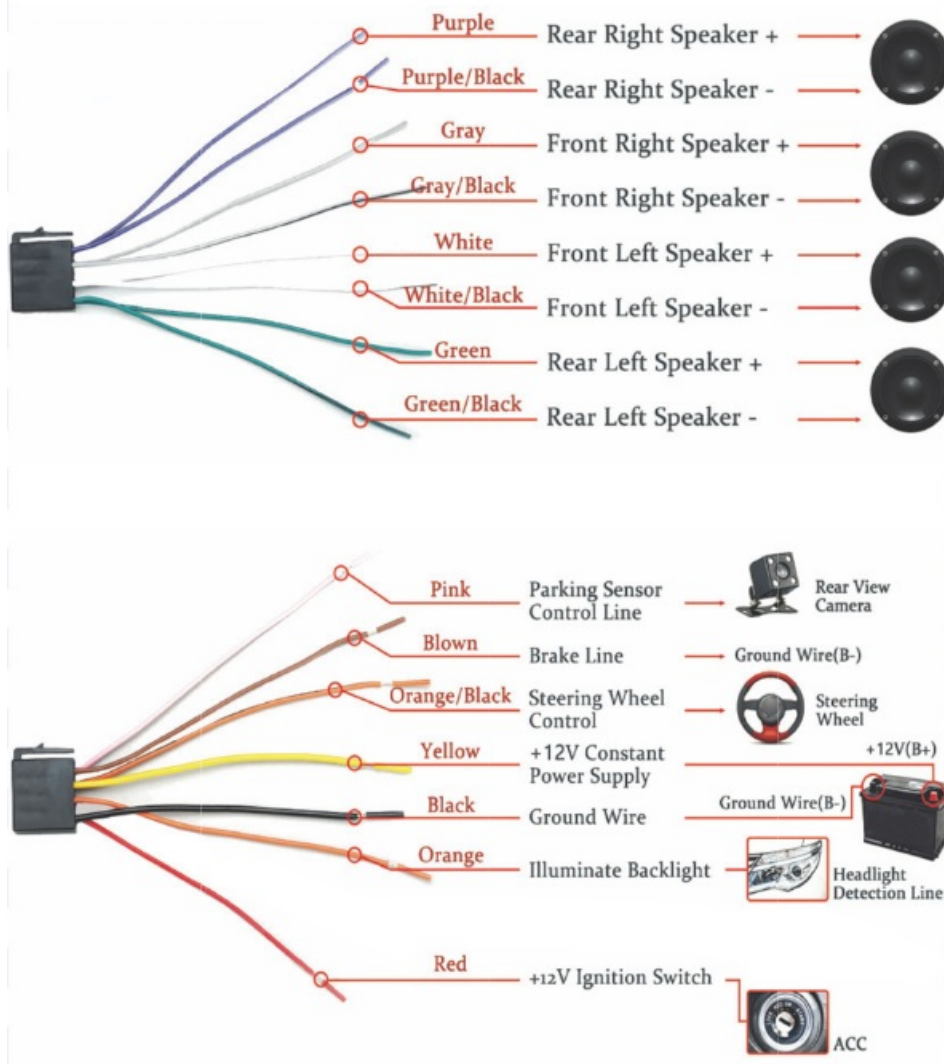 Purple
Rear Right Speaker +
Purple/Black
Rear Right Speaker -
Gray
Front Right Speaker +
Gray/Black
Front Right Speaker -
White
Front Left Speaker +
White/Black
Front Left Speaker -
Green
Rear Left Speaker +
Green/Black
Rear Left Speaker -
Pink
Parking Sensor
Control Line
Rear View
Camera
Blown
Brake Line
Ground Wire(B-)
Orange/Black
Steering Wheel
Control
Steering
Wheel
Yellow
+12V Constant
Power Supply
+12V(B+)
Black
Ground Wire
Ground Wire(B-)
Orange
Illuminate Backlight
Headlight
Detection Line
Red
+12V Ignition Switch
ACC